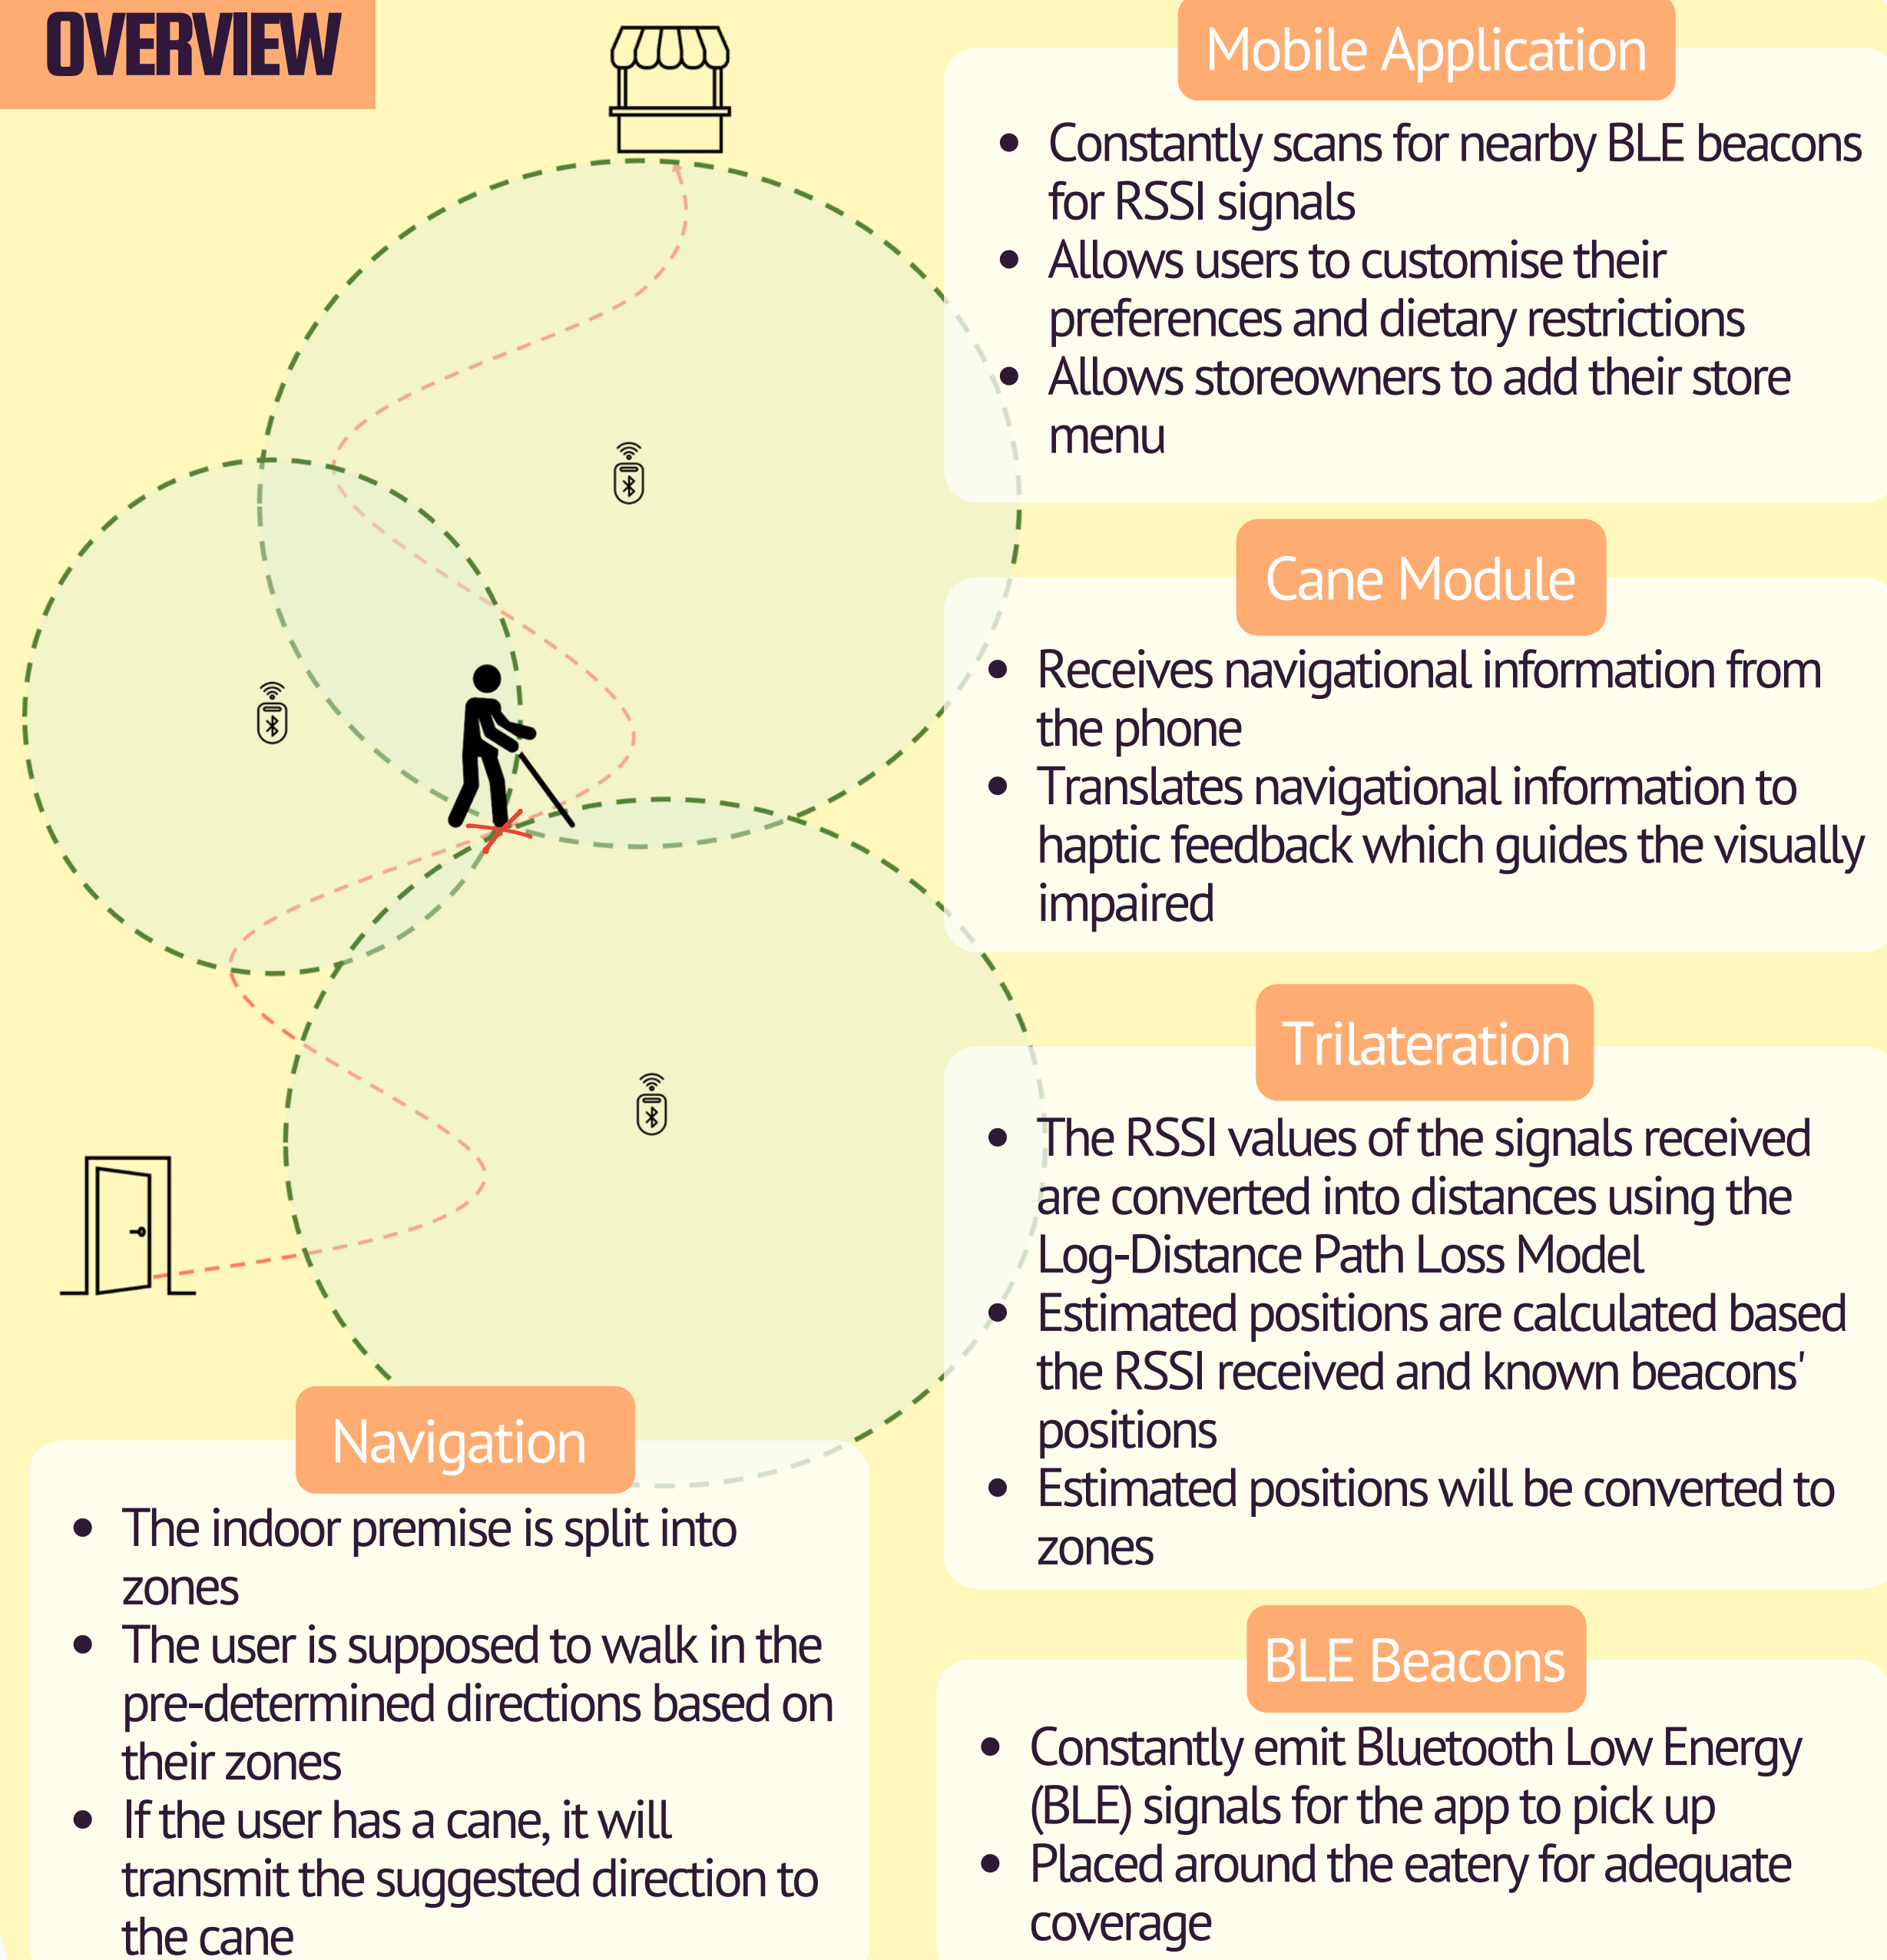 OVERVIEW
Mobile Application
• Constantly scans for nearby BLE beacons
for RSSI signals
• Allows users to customise their
preferences and dietary restrictions
• Allows storeowners to add their store
menu
Cane Module
• Receives navigational information from
the phone
• Translates navigational information to
haptic feedback which guides the visually
impaired
Trilateration
• The RSSI values of the signals received
are converted into distances using the
Log-Distance Path Loss Model
• Estimated positions are calculated based
the RSSI received and known beacons'
positions
• Estimated positions will be converted to
zones
Navigation
• The indoor premise is split into
zones
• The user is supposed to walk in the
pre-determined directions based on
their zones
• If the user has a cane, it will
transmit the suggested direction to
the cane
BLE Beacons
• Constantly emit Bluetooth Low Energy
(BLE) signals for the app to pick up
• Placed around the eatery for adequate
coverage